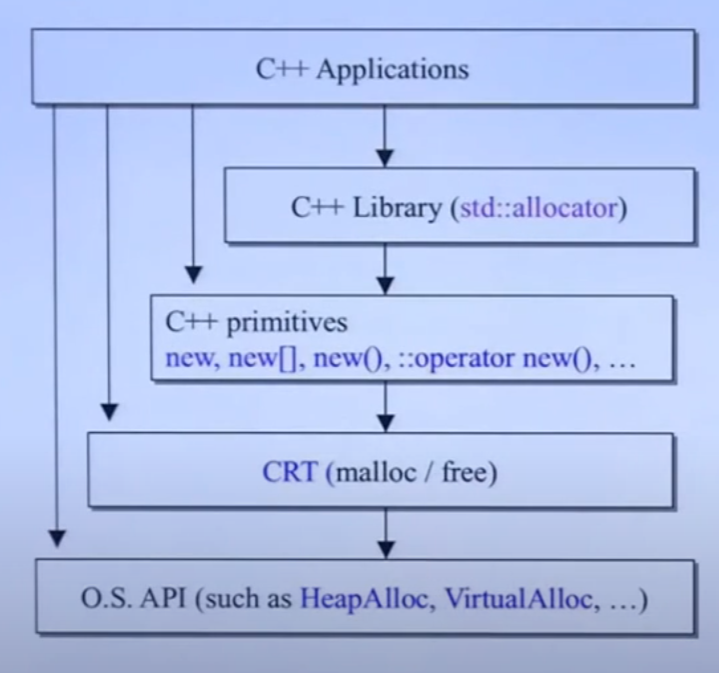 C++ Applications
C++ Library (std::allocator)
C++ primitives
new, new[], new(), ::operator new(), …
CRT (malloc / free)
O.S. API (such as HeapAlloc, VirtualAlloc, …)